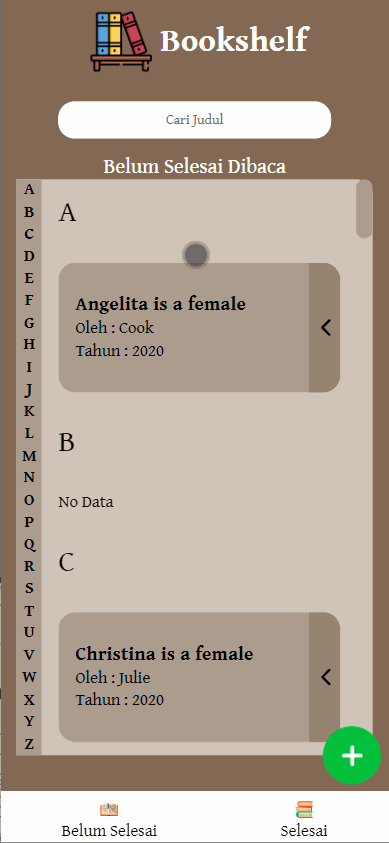 Bookshelf
Cari Judul
Belum Selesai Dibaca
A
B
C
D
E
F
G
H
I
J
K
L
M
N
O
P
Q
R
S
T
U
V
W
X
Y
Z
A
Angelita is a female
Oleh : Cook
Tahun : 2020
B
No Data
C
Christina is a female
Oleh : Julie
Tahun : 2020
Belum Selesai
Selesai